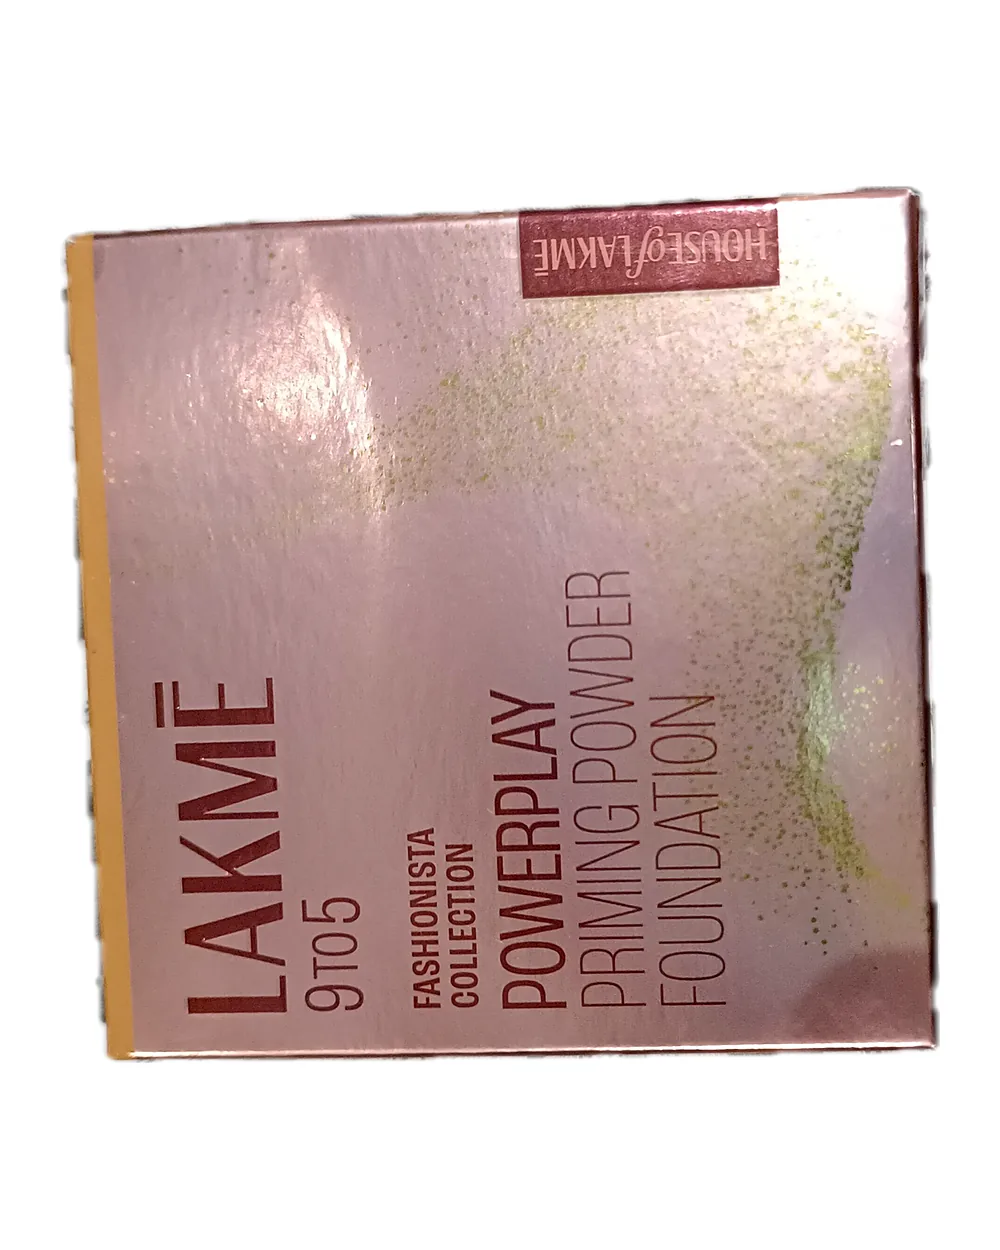 LAKMĒ
9TO5
FASHIONISTA
COLLECTION
POWERPLAY
PRIMING POWDER
FOUNDATION
HOUSE of LAKMĒ